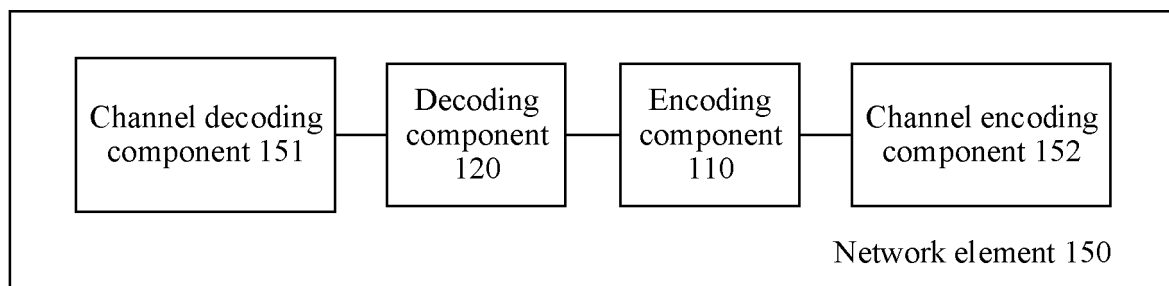 Channel decoding
component 151
Decoding
component
120
Encoding
component
110
Channel encoding
component 152
Network element 150